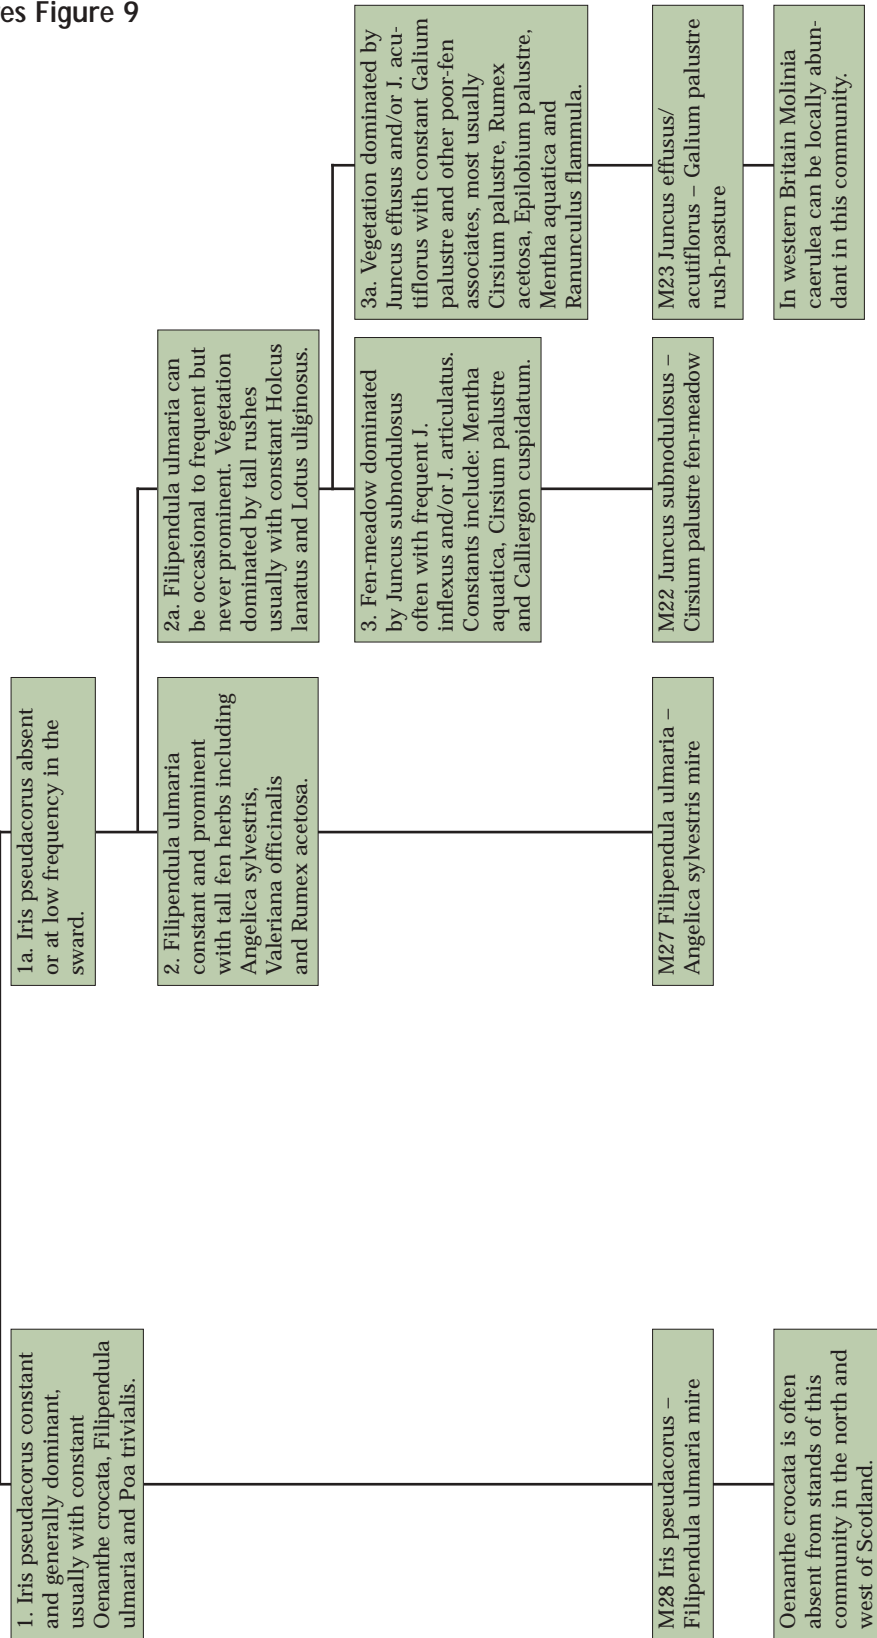 es Figure 9
1. Iris pseudacorus constant
and generally dominant,
usually with constant
Oenanthe crocata, Filipendula
ulmaria and Poa trivialis.
1a. Iris pseudacorus absent
or at low frequency in the
sward.
2. Filipendula ulmaria
constant and prominent
with tall fen herbs including
Angelica sylvestris,
Valeriana officinalis
and Rumex acetosa.
2a. Filipendula ulmaria can
be occasional to frequent but
never prominent. Vegetation
dominated by tall rushes
usually with constant Holcus
lanatus and Lotus uliginosus.
3. Fen-meadow dominated
by Juncus subnodulosus
often with frequent J.
inflexus and/or J. articulatus.
Constants include: Mentha
aquatica, Cirsium palustre
and Calliergon cuspidatum.
3a. Vegetation dominated by
Juncus effusus and/or J. acu-
tiflorus with constant Galium
palustre and other poor-fen
associates, most usually
Cirsium palustre, Rumex
acetosa, Epilobium palustre,
Mentha aquatica and
Ranunculus flammula.
M28 Iris pseudacorus –
Filipendula ulmaria mire
M27 Filipendula ulmaria –
Angelica sylvestris mire
M22 Juncus subnodulosus –
Cirsium palustre fen-meadow
M23 Juncus effusus/
acutiflorus – Galium palustre
rush-pasture
Oenanthe crocata is often
absent from stands of this
community in the north and
west of Scotland.
In western Britain Molinia
caerulea can be locally abun-
dant in this community.